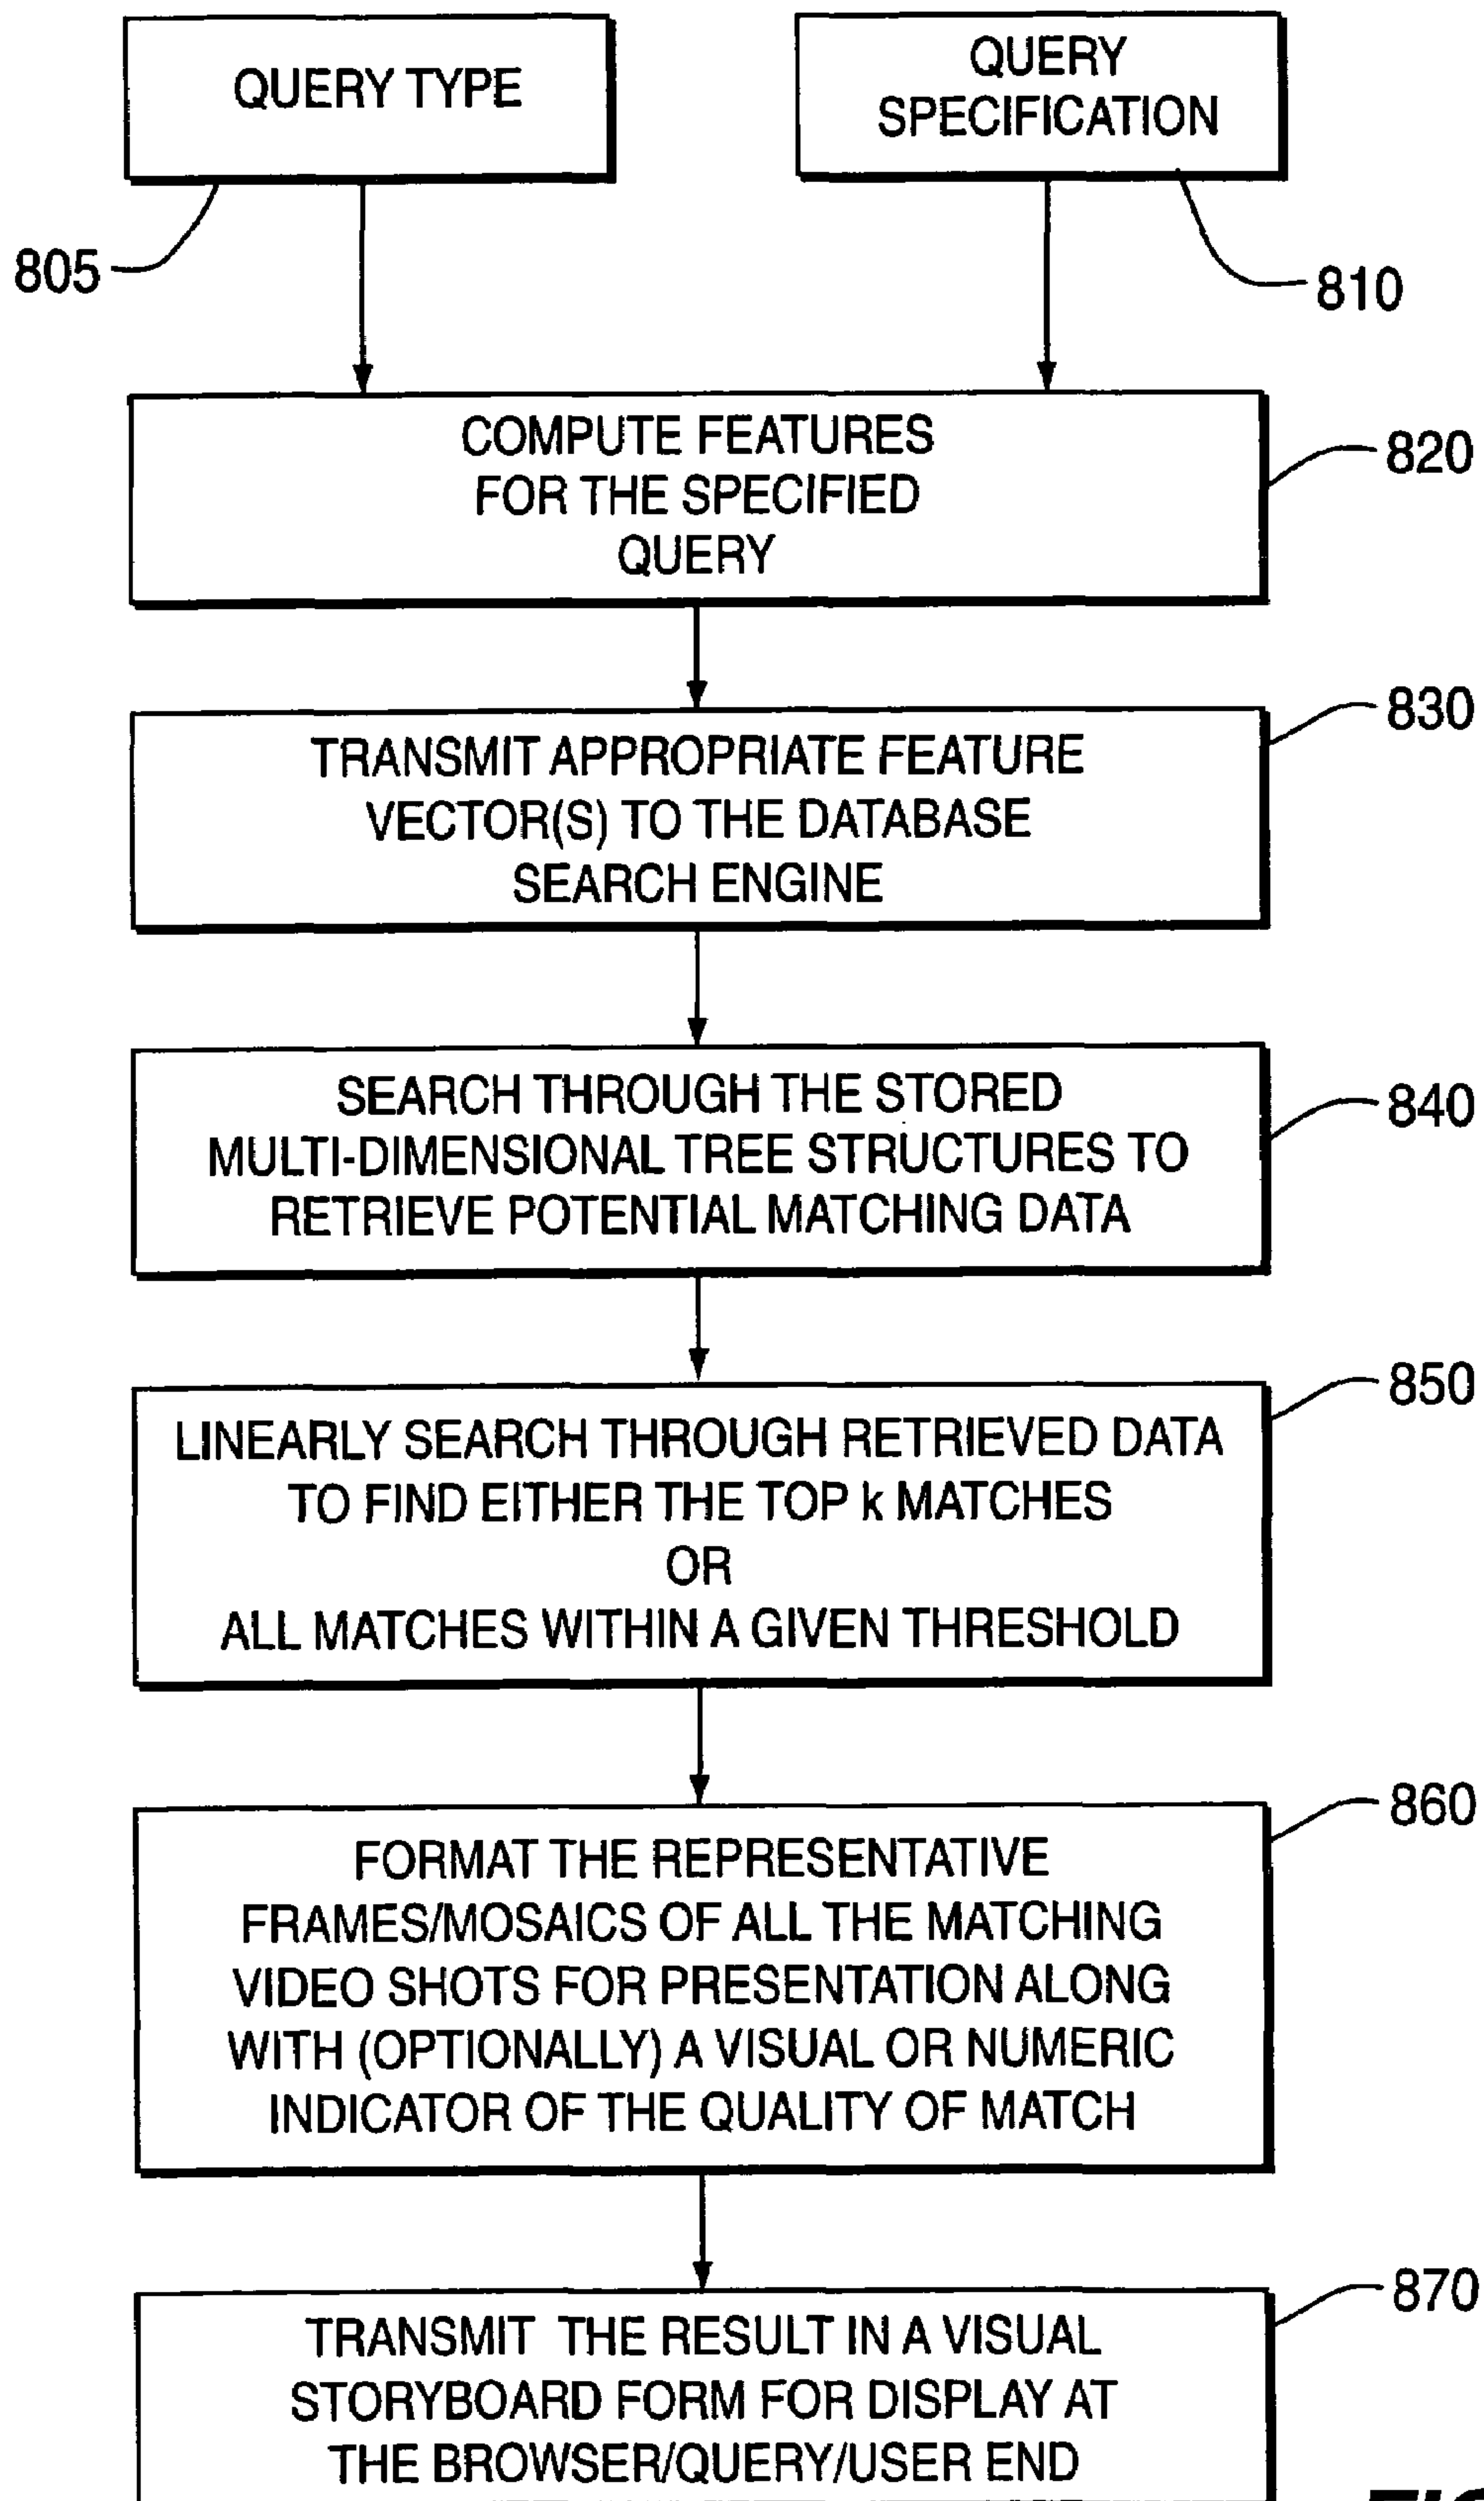 QUERY TYPE
QUERY
SPECIFICATION
805
810
COMPUTE FEATURES
FOR THE SPECIFIED
QUERY
820
TRANSMIT APPROPRIATE FEATURE
VECTOR(S) TO THE DATABASE
SEARCH ENGINE
830
SEARCH THROUGH THE STORED
MULTI-DIMENSIONAL TREE STRUCTURES TO
RETRIEVE POTENTIAL MATCHING DATA
840
LINEARLY SEARCH THROUGH RETRIEVED DATA
TO FIND EITHER THE TOP k MATCHES
OR
ALL MATCHES WITHIN A GIVEN THRESHOLD
850
FORMAT THE REPRESENTATIVE
FRAMES/MOSAICS OF ALL THE MATCHING
VIDEO SHOTS FOR PRESENTATION ALONG
WITH (OPTIONALLY) A VISUAL OR NUMERIC
INDICATOR OF THE QUALITY OF MATCH
860
TRANSMIT THE RESULT IN A VISUAL
STORYBOARD FORM FOR DISPLAY AT
THE BROWSER/QUERY/USER END
870